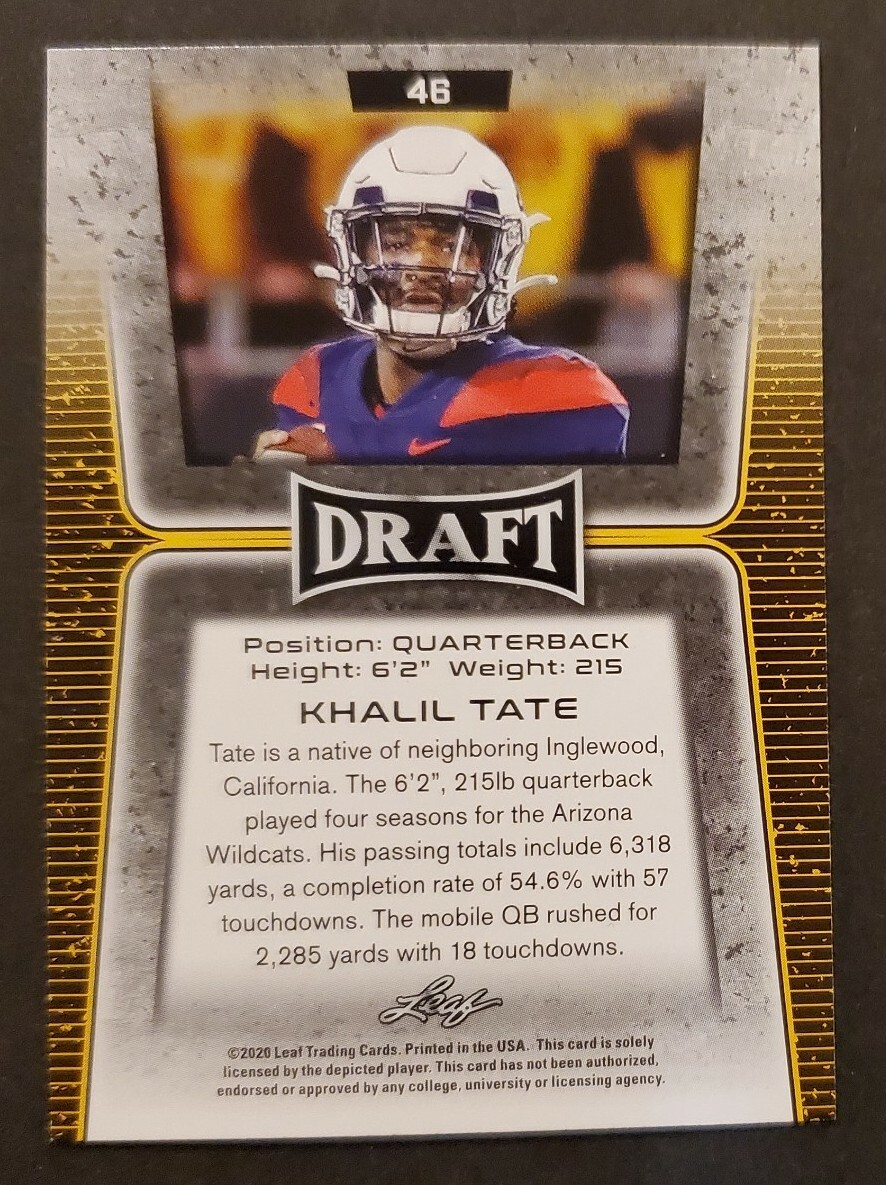 46
DRAFT
Position: QUARTERBACK
Height: 6'2" Weight: 215
KHALIL TATE
Tate is a native of neighboring Inglewood,
California. The 6'2", 215lb quarterback
played four seasons for the Arizona
Wildcats. His passing totals include 6,318
yards, a completion rate of 54.6% with 57
touchdowns. The mobile QB rushed for
2,285 yards with 18 touchdowns.
Leaf
©2020 Leaf Trading Cards. Printed in the USA. This card is solely
licensed by the depicted player. This card has not been authorized,
endorsed or approved by any college, university or licensing agency.